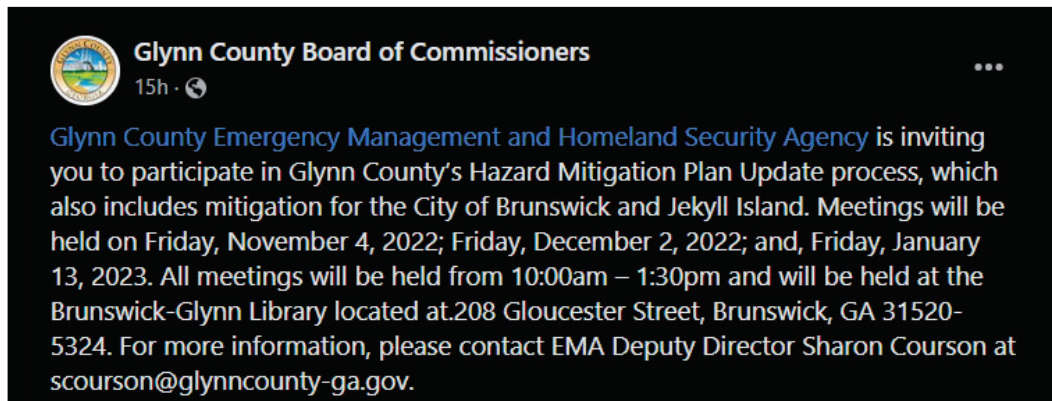 Glynn County Board of Commissioners
15h ·
Glynn County Emergency Management and Homeland Security Agency is inviting
you to participate in Glynn County’s Hazard Mitigation Plan Update process, which
also includes mitigation for the City of Brunswick and Jekyll Island. Meetings will be
held on Friday, November 4, 2022; Friday, December 2, 2022; and, Friday, January
13, 2023. All meetings will be held from 10:00am – 1:30pm and will be held at the
Brunswick-Glynn Library located at.208 Gloucester Street, Brunswick, GA 31520-
5324. For more information, please contact EMA Deputy Director Sharon Courson at
scourson@glynncounty-ga.gov.